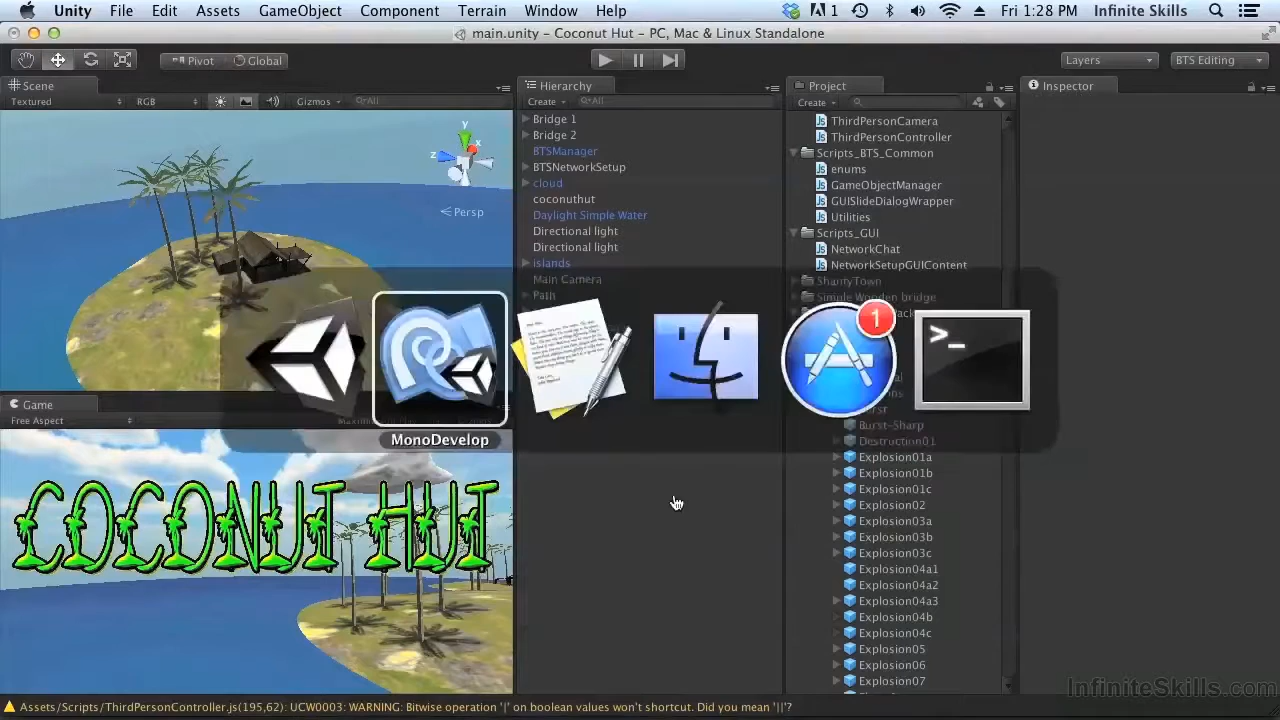 Unity File Edit Assets GameObject Component Terrain Window Help 1 Fri 1:28 PM Infinite Skills
main.unity – Coconut Hut – PC, Mac & Linux Standalone
Pivot Global Layers BTS Editing
Scene
Textured RGB Gizmos All
y
x
z
Persp
Game
Free Aspect
COCONUT HUT
Hierarchy
Create All
Bridge 1
Bridge 2
BTSManager
BTSNetworkSetup
cloud
coconuthut
Daylight Simple Water
Directional light
Directional light
islands
Main Camera
Path
MonoDevelop
1
>_
Project
Create
ThirdPersonCamera
ThirdPersonController
Scripts_BTS_Common
enums
GameObjectManager
GUISlideDialogWrapper
Utilities
Scripts_GUI
NetworkChat
NetworkSetupGUIContent
ShantyTown
Simple Wooden bridge
Burst-Sharp
Destruction01
Explosion01a
Explosion01b
Explosion01c
Explosion02
Explosion03a
Explosion03b
Explosion03c
Explosion04a1
Explosion04a2
Explosion04a3
Explosion04b
Explosion04c
Explosion05
Explosion06
Explosion07
Inspector
InfiniteSkills.com
Assets/Scripts/ThirdPersonController.js(195,62): UCW0003: WARNING: Bitwise operation '|' on boolean values won't shortcut. Did you mean '||'?